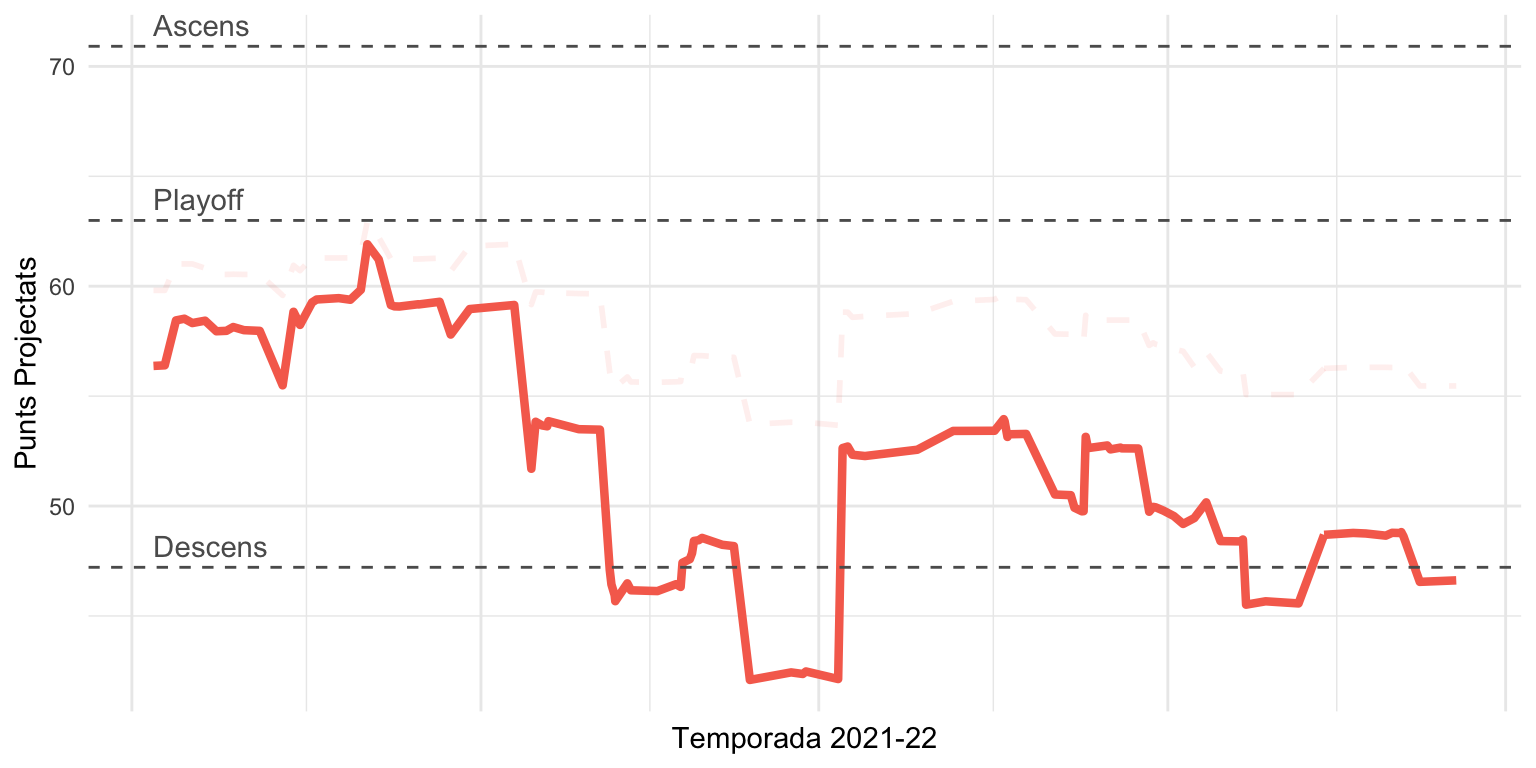 Ascens
70
Playoff
60
Punts Projectats
50
Descens
Temporada 2021-22